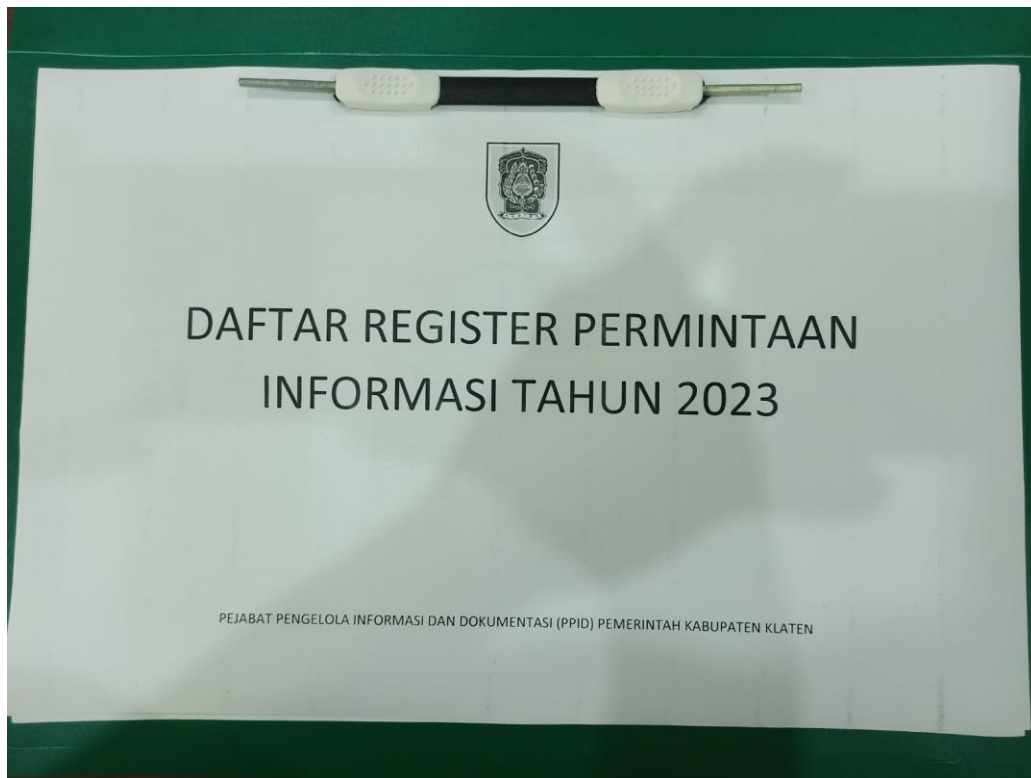 DAFTAR REGISTER PERMINTAAN
INFORMASI TAHUN 2023
PEJABAT PENGELOLA INFORMASI DAN DOKUMENTASI (PPID) PEMERINTAH KABUPATEN KLATEN